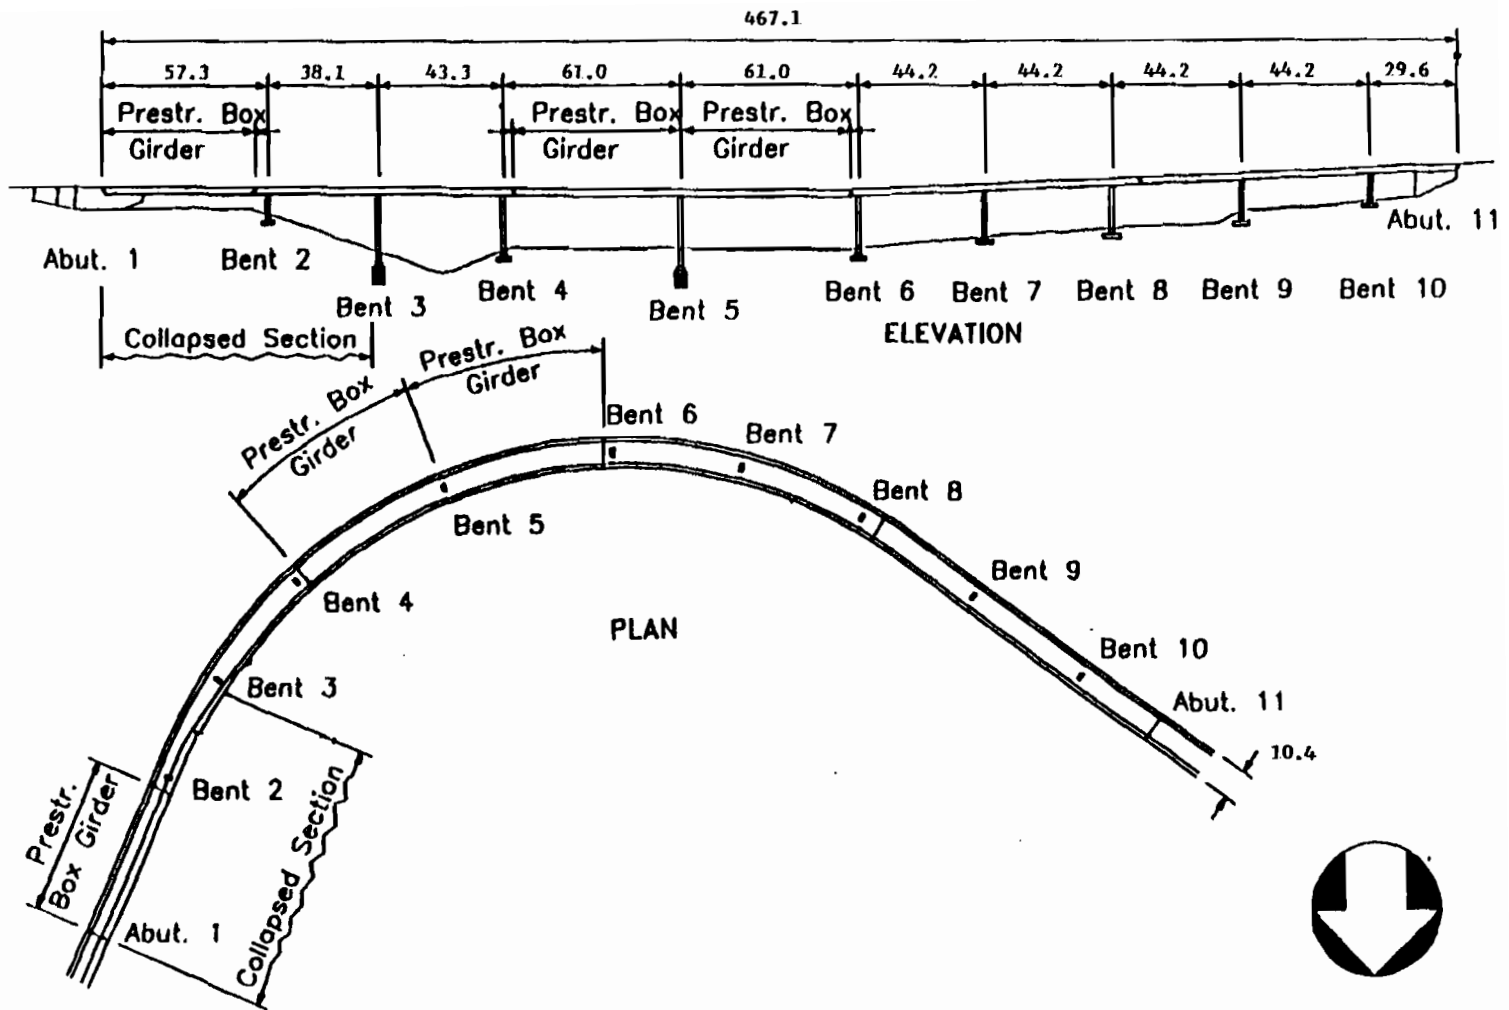 467.1
57.3 38.1 43.3 61.0 61.0 44.2 44.2 44.2 44.2 29.6
Prestr. Box Prestr. Box Prestr. Box
Girder Girder Girder
Abut. 11
Abut. 1 Bent 2
Bent 3 Bent 4 Bent 5 Bent 6 Bent 7 Bent 8 Bent 9 Bent 10
ELEVATION
Collapsed Section
Prestr. Box
Girder
Prestr. Box
Girder
Bent 6
Bent 7
Bent 8
Bent 5
Bent 9
Bent 4
PLAN
Bent 10
Bent 3
Abut. 11
10.4
Bent 2
Prestr.
Box Girder
Collapsed Section
Abut. 1